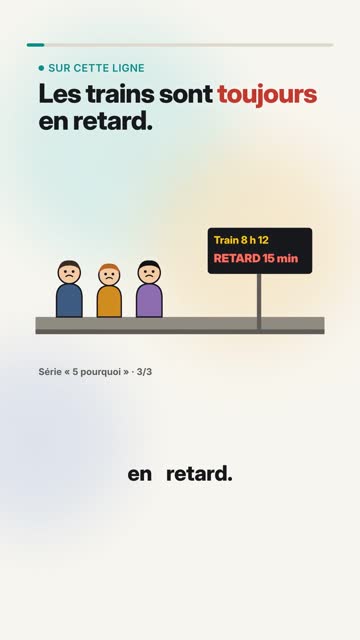 SUR CETTE LIGNE
Les trains sont toujours
en retard.
Train 8 h 12
RETARD 15 min
Série « 5 pourquoi » · 3/3
en retard.